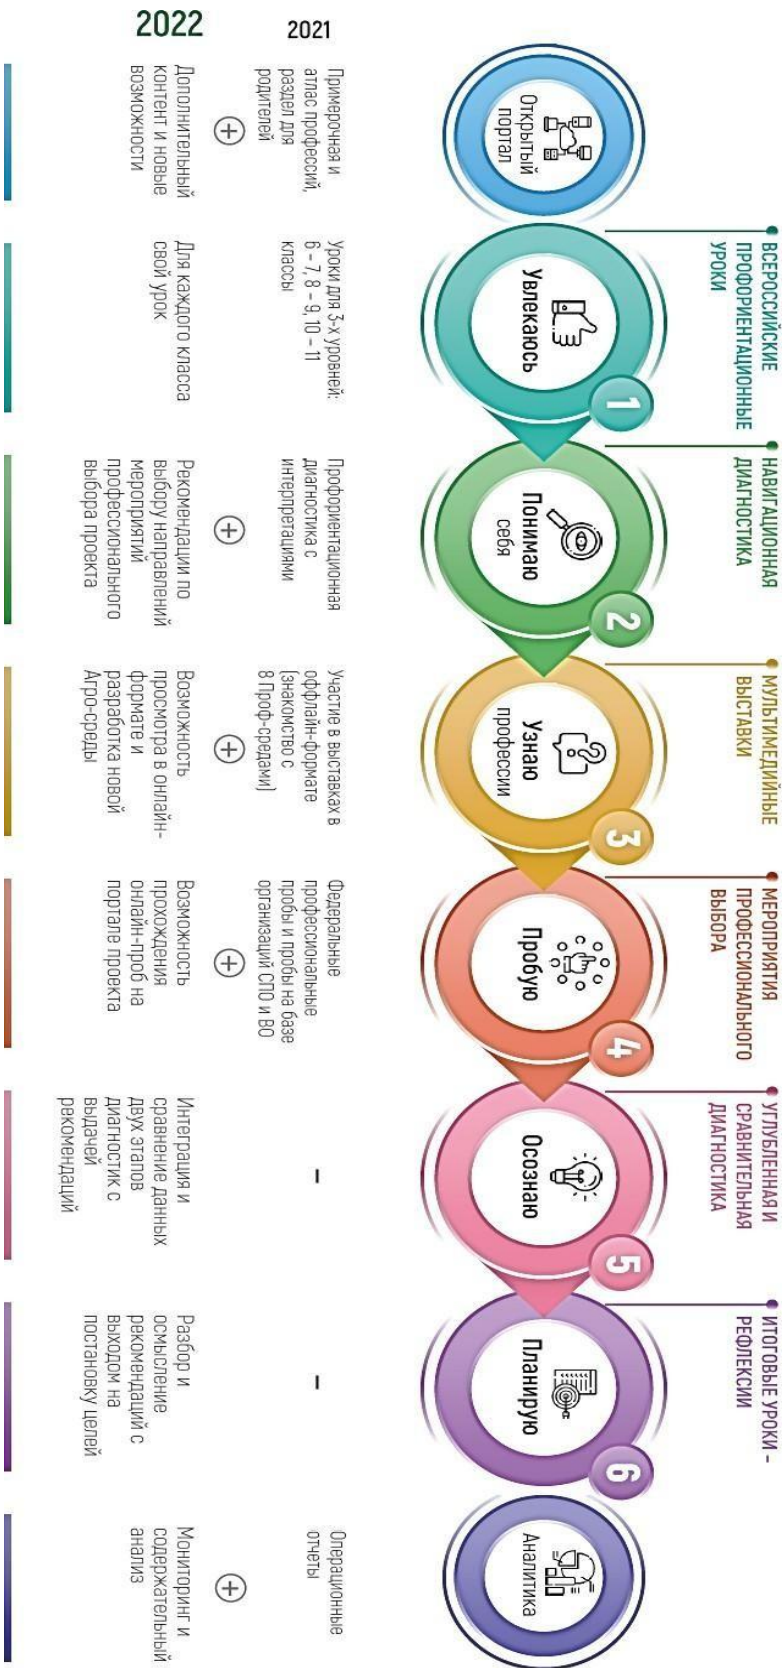 ВСЕРОССИЙСКИЕ
ПРОФОРИЕНТАЦИОННЫЕ
УРОКИ
НАВИГАЦИОННАЯ
ДИАГНОСТИКА
МУЛЬТИМЕДИЙНЫЕ
ВЫСТАВКИ
МЕРОПРИЯТИЯ
ПРОФЕССИОНАЛЬНОГО
ВЫБОРА
УГЛУБЛЕННАЯ И
СРАВНИТЕЛЬНАЯ
ДИАГНОСТИКА
ИТОГОВЫЕ УРОКИ –
РЕФЛЕКСИИ
Открытый
портал
1
Увлекаюсь
2
Понимаю
себя
3
Узнаю
профессии
4
Пробую
5
Осознаю
6
Планирую
Аналитика
2021
Примерочная и
атлас профессий,
раздел для
родителей
Уроки для 3-х уровней:
6 – 7, 8 – 9, 10 – 11
классы
Профориентационная
диагностика с
интерпретациями
Участие в выставках в
оффлайн-формате
(знакомство с
8 Проф-средами)
Федеральные
профессиональные
пробы и пробы на базе
организаций СПО и ВО
–
–
Операционные
отчеты
+
+
+
+
+
2022
Дополнительный
контент и новые
возможности
Для каждого класса
свой урок
Рекомендации по
выбору направлений
мероприятий
профессионального
выбора проекта
Возможность
просмотра в онлайн-
формате и
разработка новой
Агро-среды
Возможность
прохождения
онлайн-проб на
портале проекта
Интеграция и
сравнение данных
двух этапов
диагностик с
выдачей
рекомендаций
Разбор и
осмысление
рекомендаций с
выходом на
постановку целей
Мониторинг и
содержательный
анализ